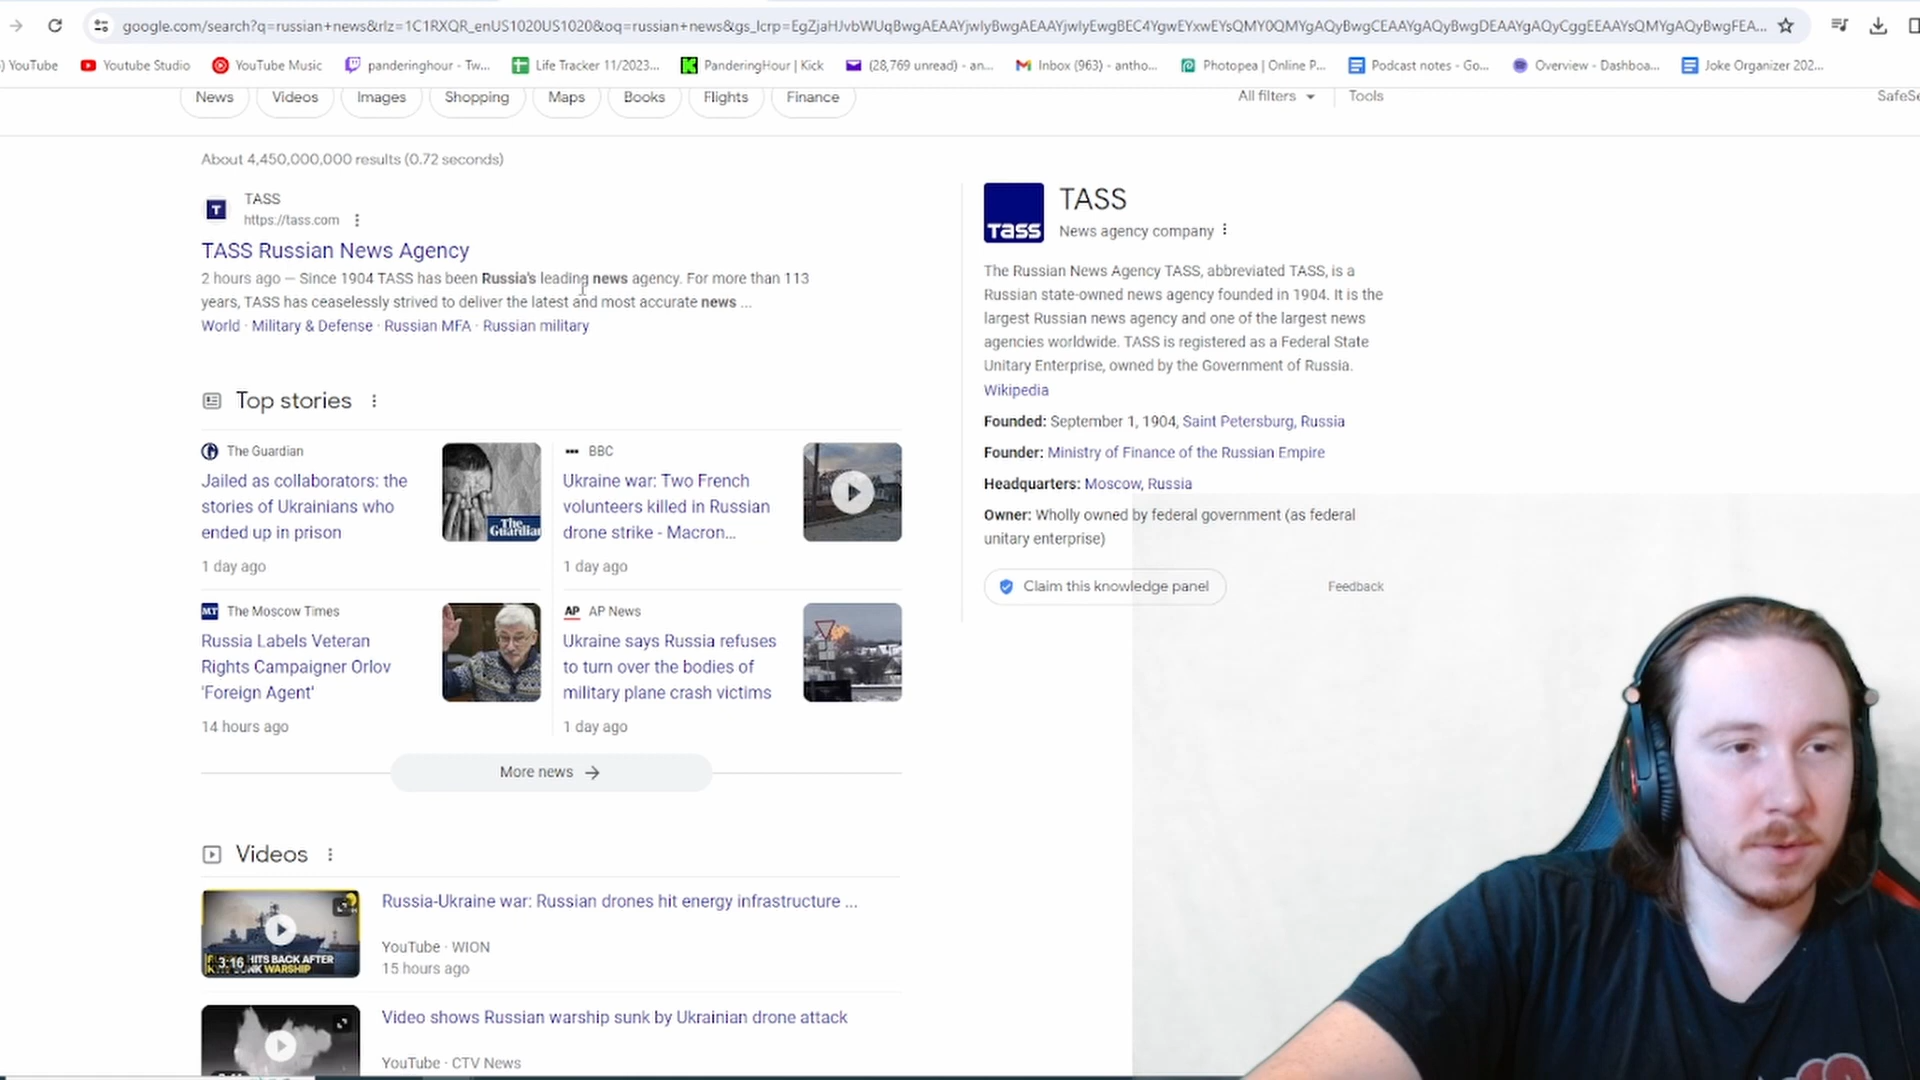 google.com/search?q=russian+news&rlz=1C1RXQR_enUS1020US1020&oq=russian+news&gs_lcrp=EgZjaHJvbWUqBwgAEAAYjwIyBwgAEAAYjwIyEwgBEC4YgwEYxwEYsQMY0QMYgAQyBwgCEAAYgAQyBwgDEAAYgAQyCggEEAAYsQMYgAQyBwgFEA...
YouTube Youtube Studio YouTube Music panderinghour - Tw... Life Tracker 11/2023... PanderingHour | Kick (28,769 unread) - an... Inbox (963) - antho... Photopea | Online P... Podcast notes - Go... Overview - Dashboa... Joke Organizer 202...
News Videos Images Shopping Maps Books Flights Finance All filters Tools SafeSe
About 4,450,000,000 results (0.72 seconds)
TASS
https://tass.com
TASS Russian News Agency
2 hours ago — Since 1904 TASS has been Russia's leading news agency. For more than 113
years, TASS has ceaselessly strived to deliver the latest and most accurate news ...
World · Military & Defense · Russian MFA · Russian military
Top stories
The Guardian
Jailed as collaborators: the
stories of Ukrainians who
ended up in prison
1 day ago
The
Guardian
BBC
Ukraine war: Two French
volunteers killed in Russian
drone strike - Macron...
1 day ago
MT The Moscow Times
Russia Labels Veteran
Rights Campaigner Orlov
'Foreign Agent'
14 hours ago
AP AP News
Ukraine says Russia refuses
to turn over the bodies of
military plane crash victims
1 day ago
More news
Videos
Russia-Ukraine war: Russian drones hit energy infrastructure ...
YouTube · WION
15 hours ago
HITS BACK AFTER
WARSHIP
3:16
Video shows Russian warship sunk by Ukrainian drone attack
YouTube · CTV News
TASS
TASS
News agency company
The Russian News Agency TASS, abbreviated TASS, is a
Russian state-owned news agency founded in 1904. It is the
largest Russian news agency and one of the largest news
agencies worldwide. TASS is registered as a Federal State
Unitary Enterprise, owned by the Government of Russia.
Wikipedia
Founded: September 1, 1904, Saint Petersburg, Russia
Founder: Ministry of Finance of the Russian Empire
Headquarters: Moscow, Russia
Owner: Wholly owned by federal government (as federal
unitary enterprise)
Claim this knowledge panel Feedback